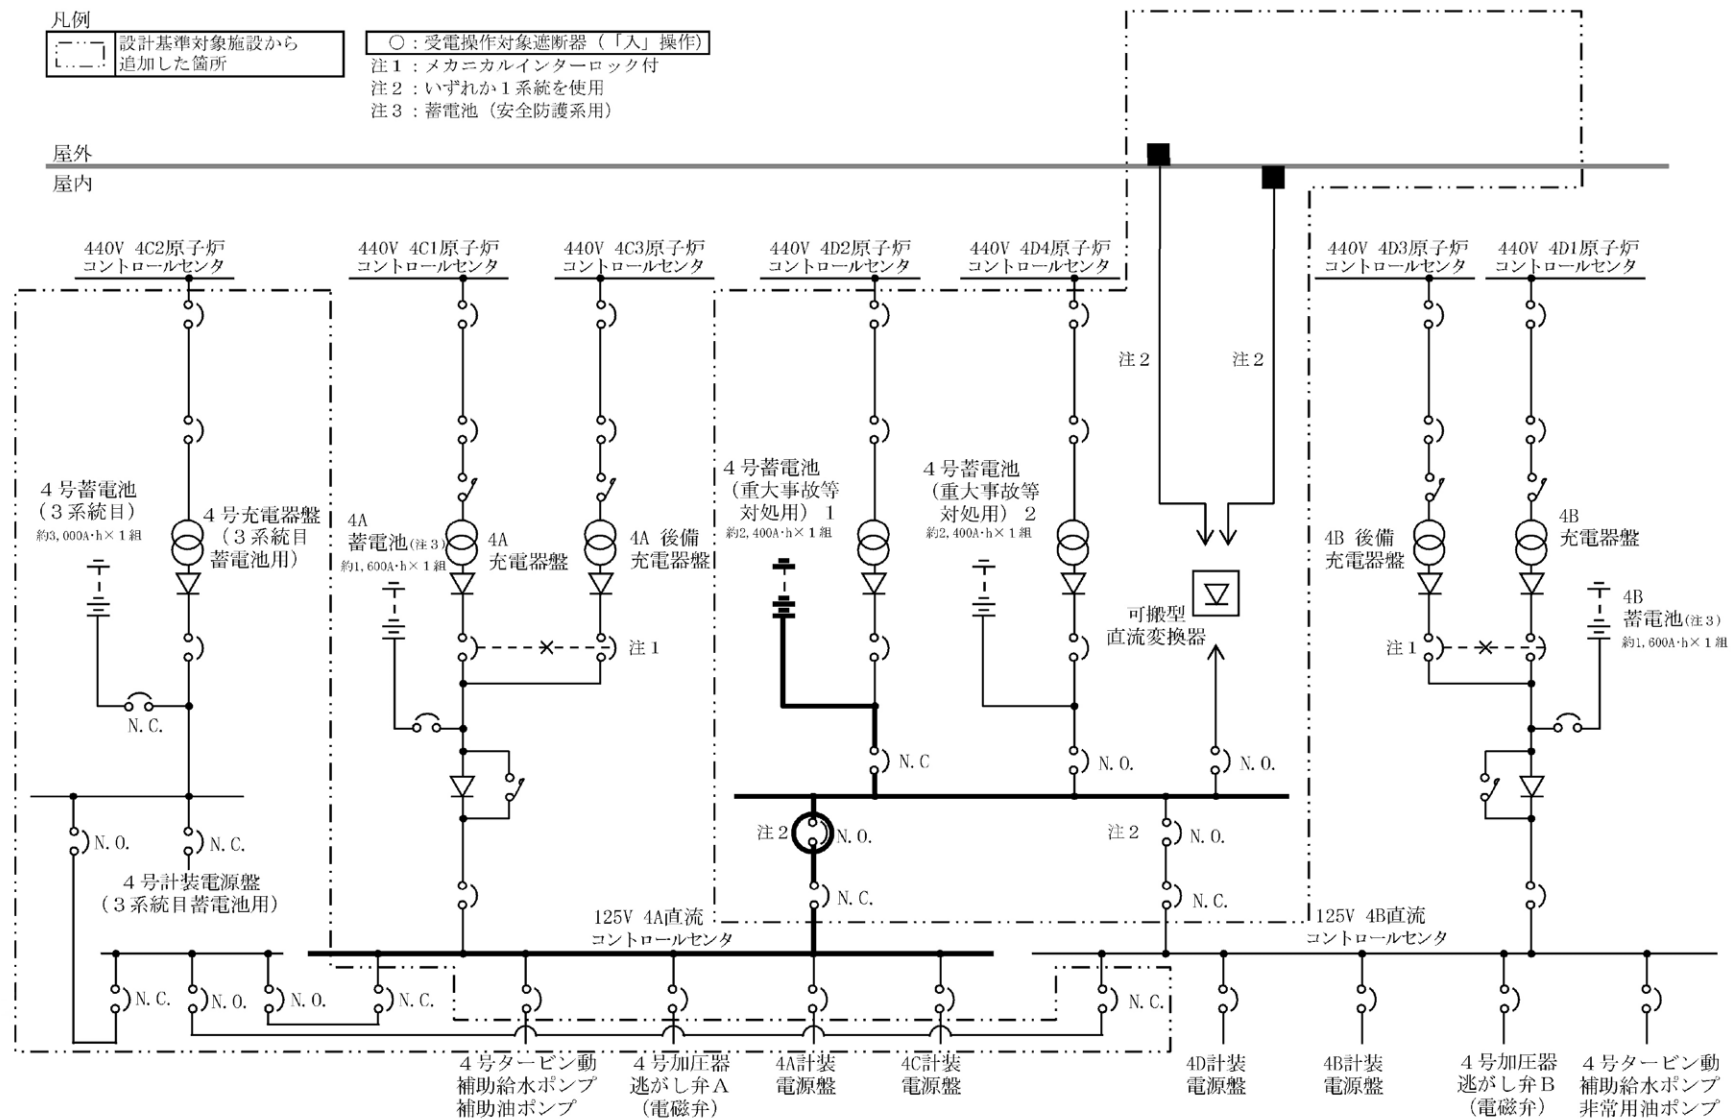 凡例
設計基準対象施設から
追加した箇所
○：受電操作対象遮断器（「入」操作）
注１：メカニカルインターロック付
注２：いずれか１系統を使用
注３：蓄電池（安全防護系用）
屋外
屋内
440V 4C2原子炉
コントロールセンタ
440V 4C1原子炉
コントロールセンタ
440V 4C3原子炉
コントロールセンタ
440V 4D2原子炉
コントロールセンタ
440V 4D4原子炉
コントロールセンタ
440V 4D3原子炉
コントロールセンタ
440V 4D1原子炉
コントロールセンタ
注２
注２
４号蓄電池
（３系統目）
約3,000A·h×１組
４号充電器盤
（３系統目
蓄電池用）
4A
蓄電池(注３)
約1,600A·h×１組
4A
充電器盤
4A 後備
充電器盤
４号蓄電池
（重大事故等
対処用）１
約2,400A·h×１組
４号蓄電池
（重大事故等
対処用）２
約2,400A·h×１組
可搬型
直流変換器
4B 後備
充電器盤
4B
充電器盤
4B
蓄電池(注３)
約1,600A·h×１組
注１
注１
N.C.
N.C
N.O.
N.O.
N.O.
N.C.
注２
N.O.
注２
N.O.
４号計装電源盤
（３系統目蓄電池用）
N.C.
N.C.
125V 4A直流
コントロールセンタ
125V 4B直流
コントロールセンタ
N.C.
N.O.
N.O.
N.C.
N.C.
４号タービン動
補助給水ポンプ
補助油ポンプ
４号加圧器
逃がし弁Ａ
(電磁弁)
4A計装
電源盤
4C計装
電源盤
4D計装
電源盤
4B計装
電源盤
４号加圧器
逃がし弁Ｂ
(電磁弁)
４号タービン動
補助給水ポンプ
非常用油ポンプ